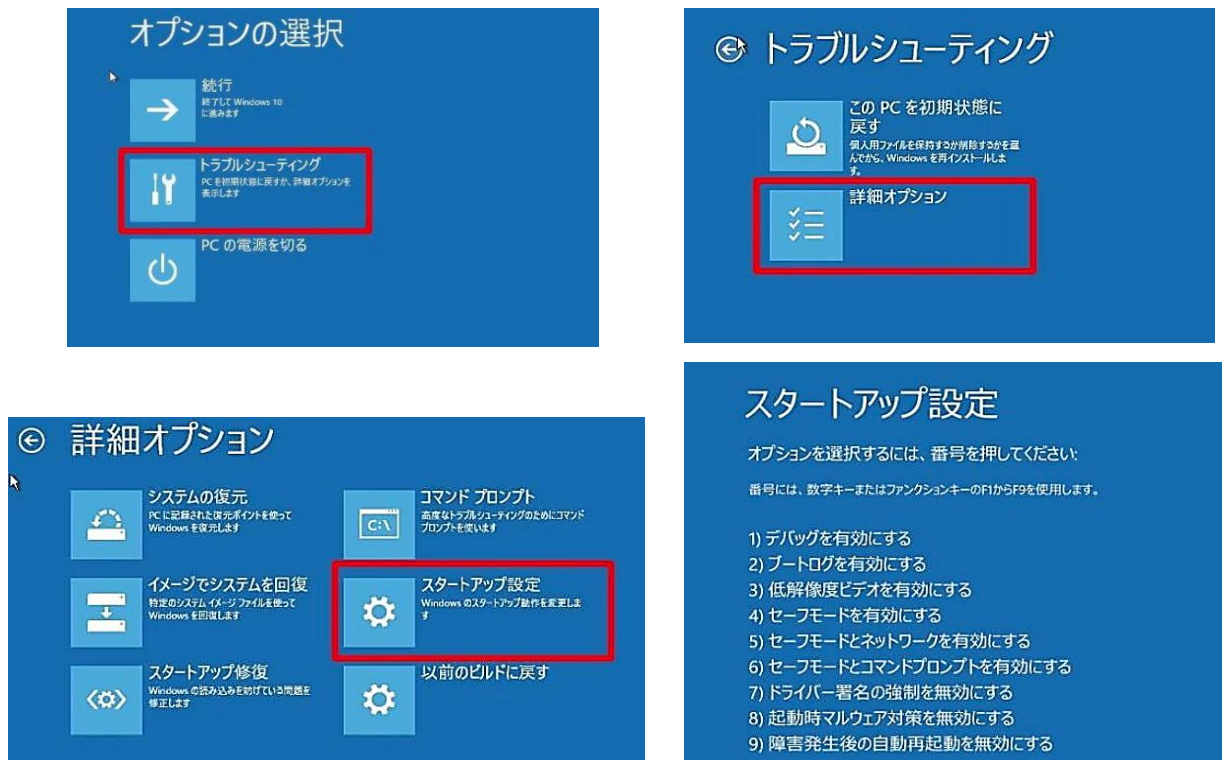 オプションの選択
続行
終了して Windows 10
に進みます
トラブルシューティング
PC を初期状態に戻すか、詳細オプションを
表示します
PC の電源を切る
トラブルシューティング
この PC を初期状態に
戻す
個人用ファイルを保持するか削除するかを選
んでから、Windows を再インストールしま
す。
詳細オプション
詳細オプション
システムの復元
PC に記録された復元ポイントを使って
Windows を復元します
イメージでシステムを回復
特定のシステム イメージ ファイルを使って
Windows を回復します
スタートアップ修復
Windows の読み込みを妨げている問題を
修正します
コマンド プロンプト
高度なトラブルシューティングのためにコマンド
プロンプトを使います
C:\
スタートアップ設定
Windows のスタートアップ動作を変更しま
す
以前のビルドに戻す
スタートアップ設定
オプションを選択するには、番号を押してください:
番号には、数字キーまたはファンクションキーのF1からF9を使用します。
1) デバッグを有効にする
2) ブートログを有効にする
3) 低解像度ビデオを有効にする
4) セーフモードを有効にする
5) セーフモードとネットワークを有効にする
6) セーフモードとコマンドプロンプトを有効にする
7) ドライバー署名の強制を無効にする
8) 起動時マルウェア対策を無効にする
9) 障害発生後の自動再起動を無効にする